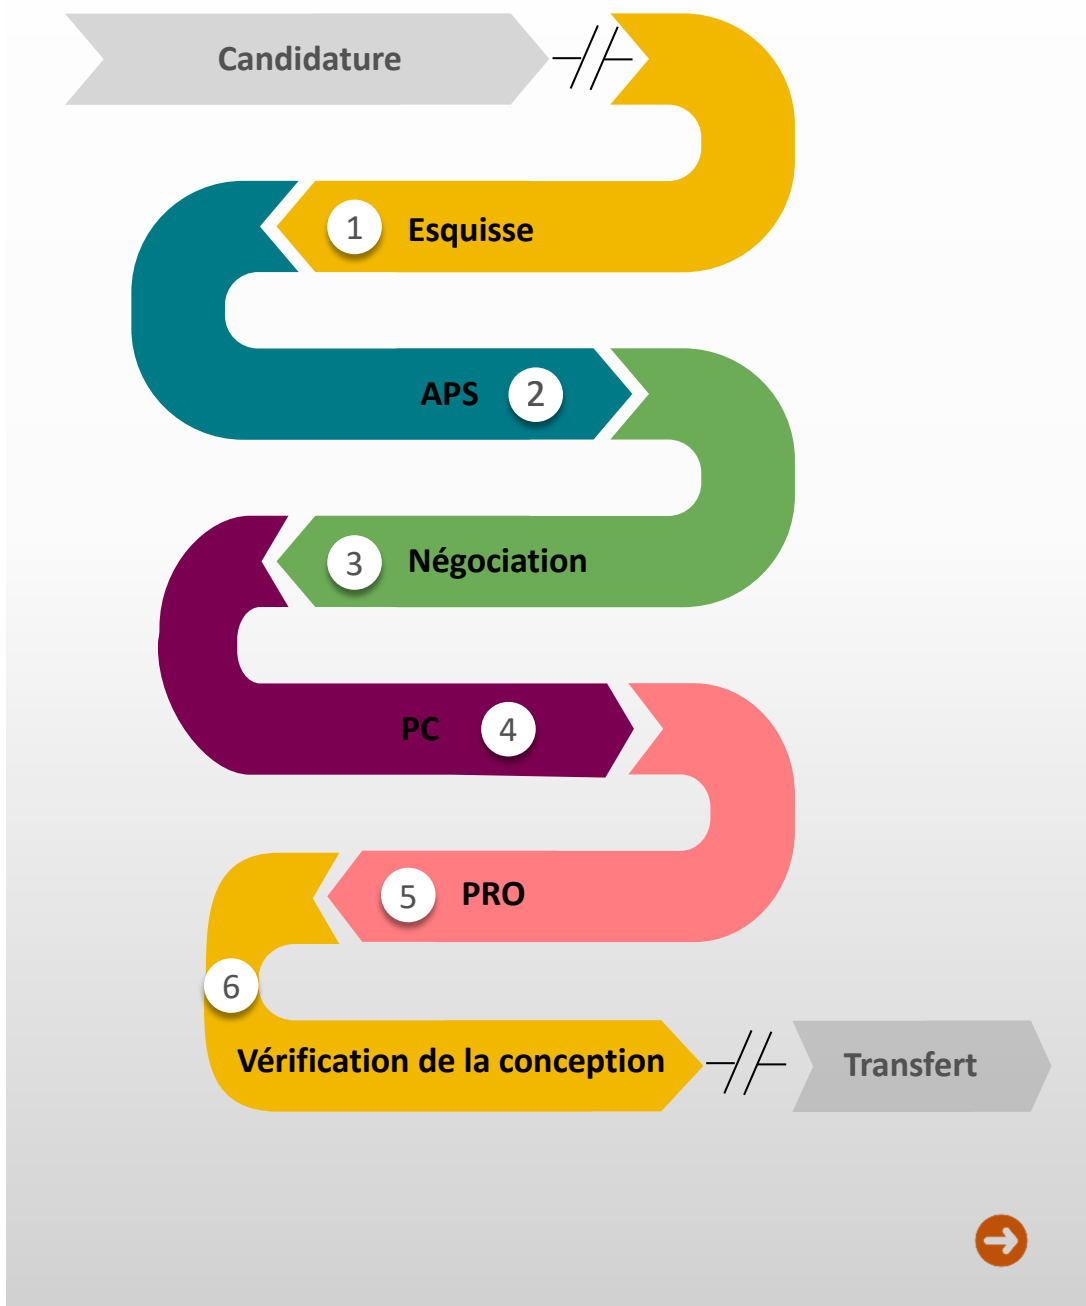 Candidature
1 Esquisse
APS 2
3 Négociation
PC 4
5 PRO
6
Vérification de la conception
Transfert